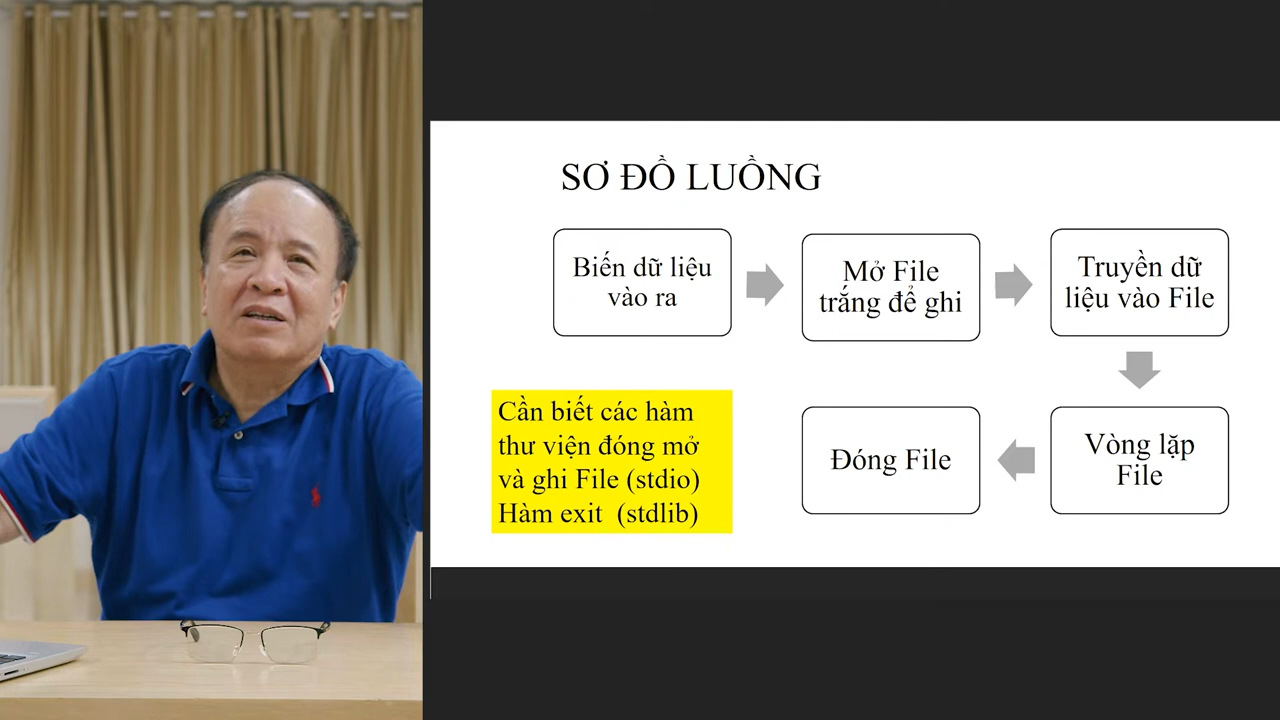 SƠ ĐỒ LUỒNG
Biến dữ liệu
vào ra
Mở File
trắng để ghi
Truyền dữ
liệu vào File
Vòng lặp
File
Đóng File
Cần biết các hàm
thư viện đóng mở
và ghi File (stdio)
Hàm exit (stdlib)